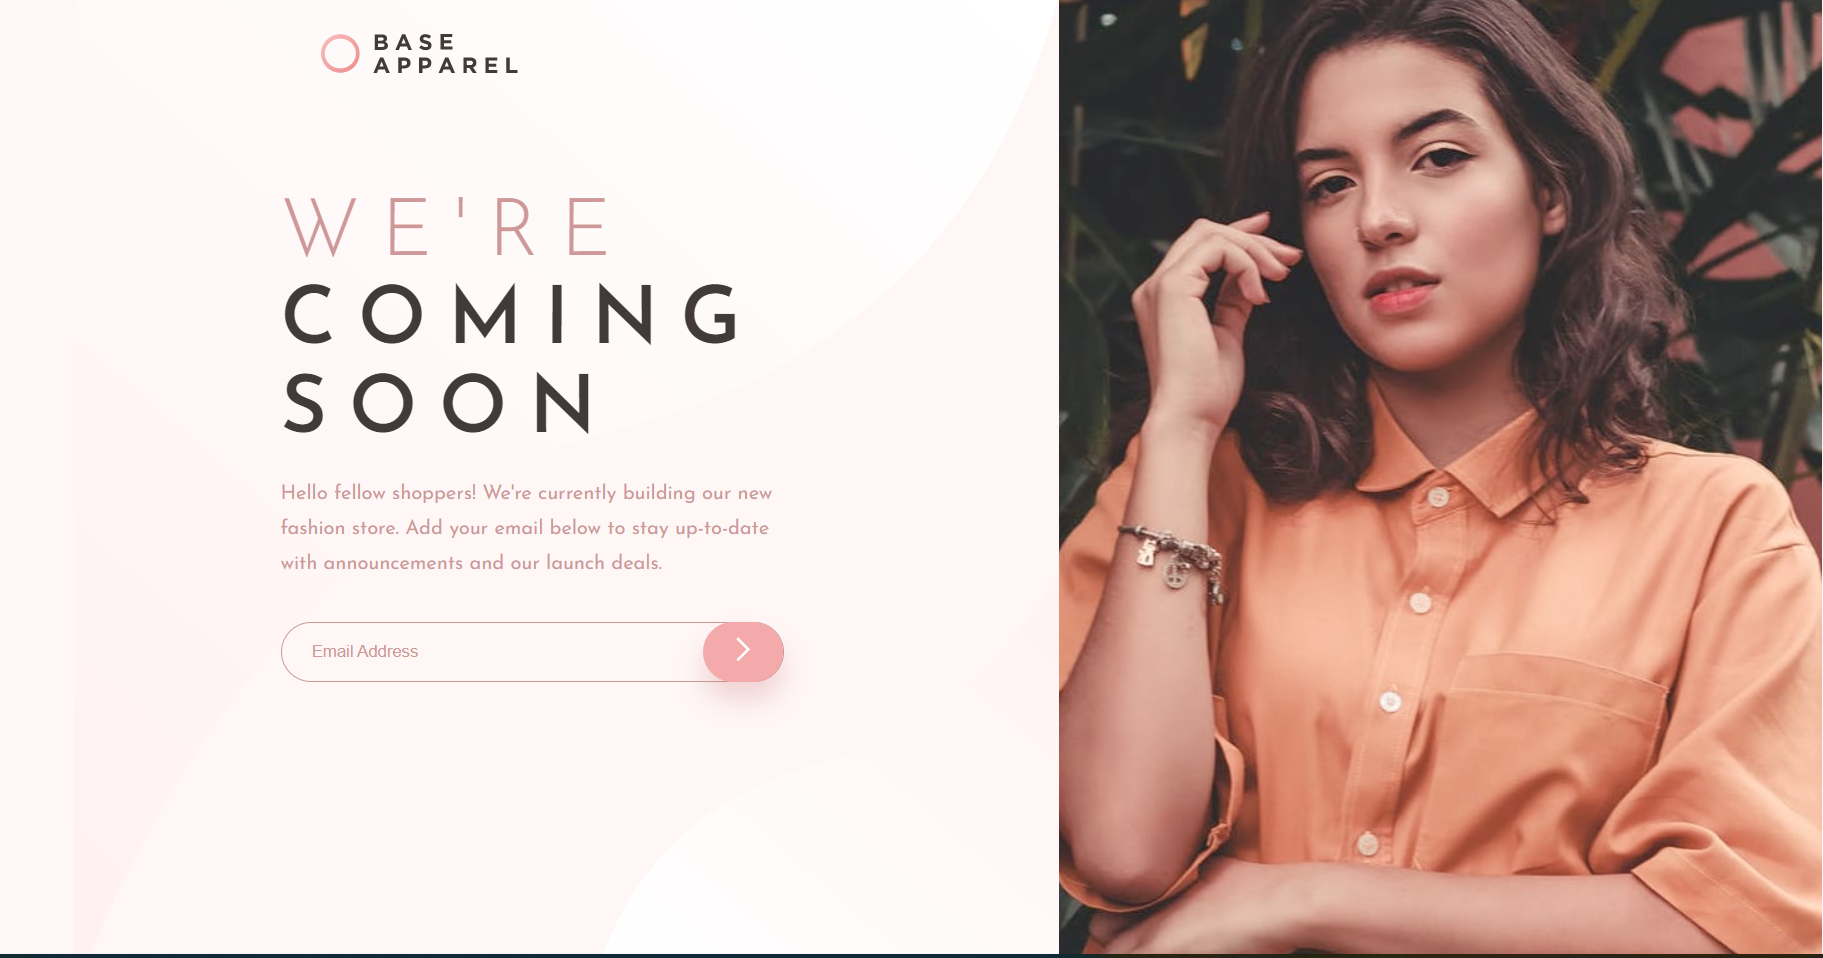 BASE
APPAREL
WE'RE
COMING
SOON
Hello fellow shoppers! We're currently building our new
fashion store. Add your email below to stay up-to-date
with announcements and our launch deals.
Email Address